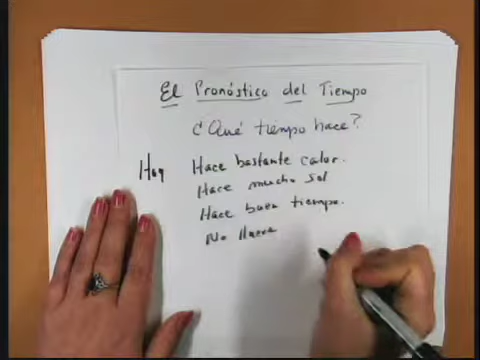 El Pronóstico del Tiempo
¿Qué tiempo hace?
Hoy Hace bastante calor.
Hace mucho sol
Hace buen tiempo.
No llueve